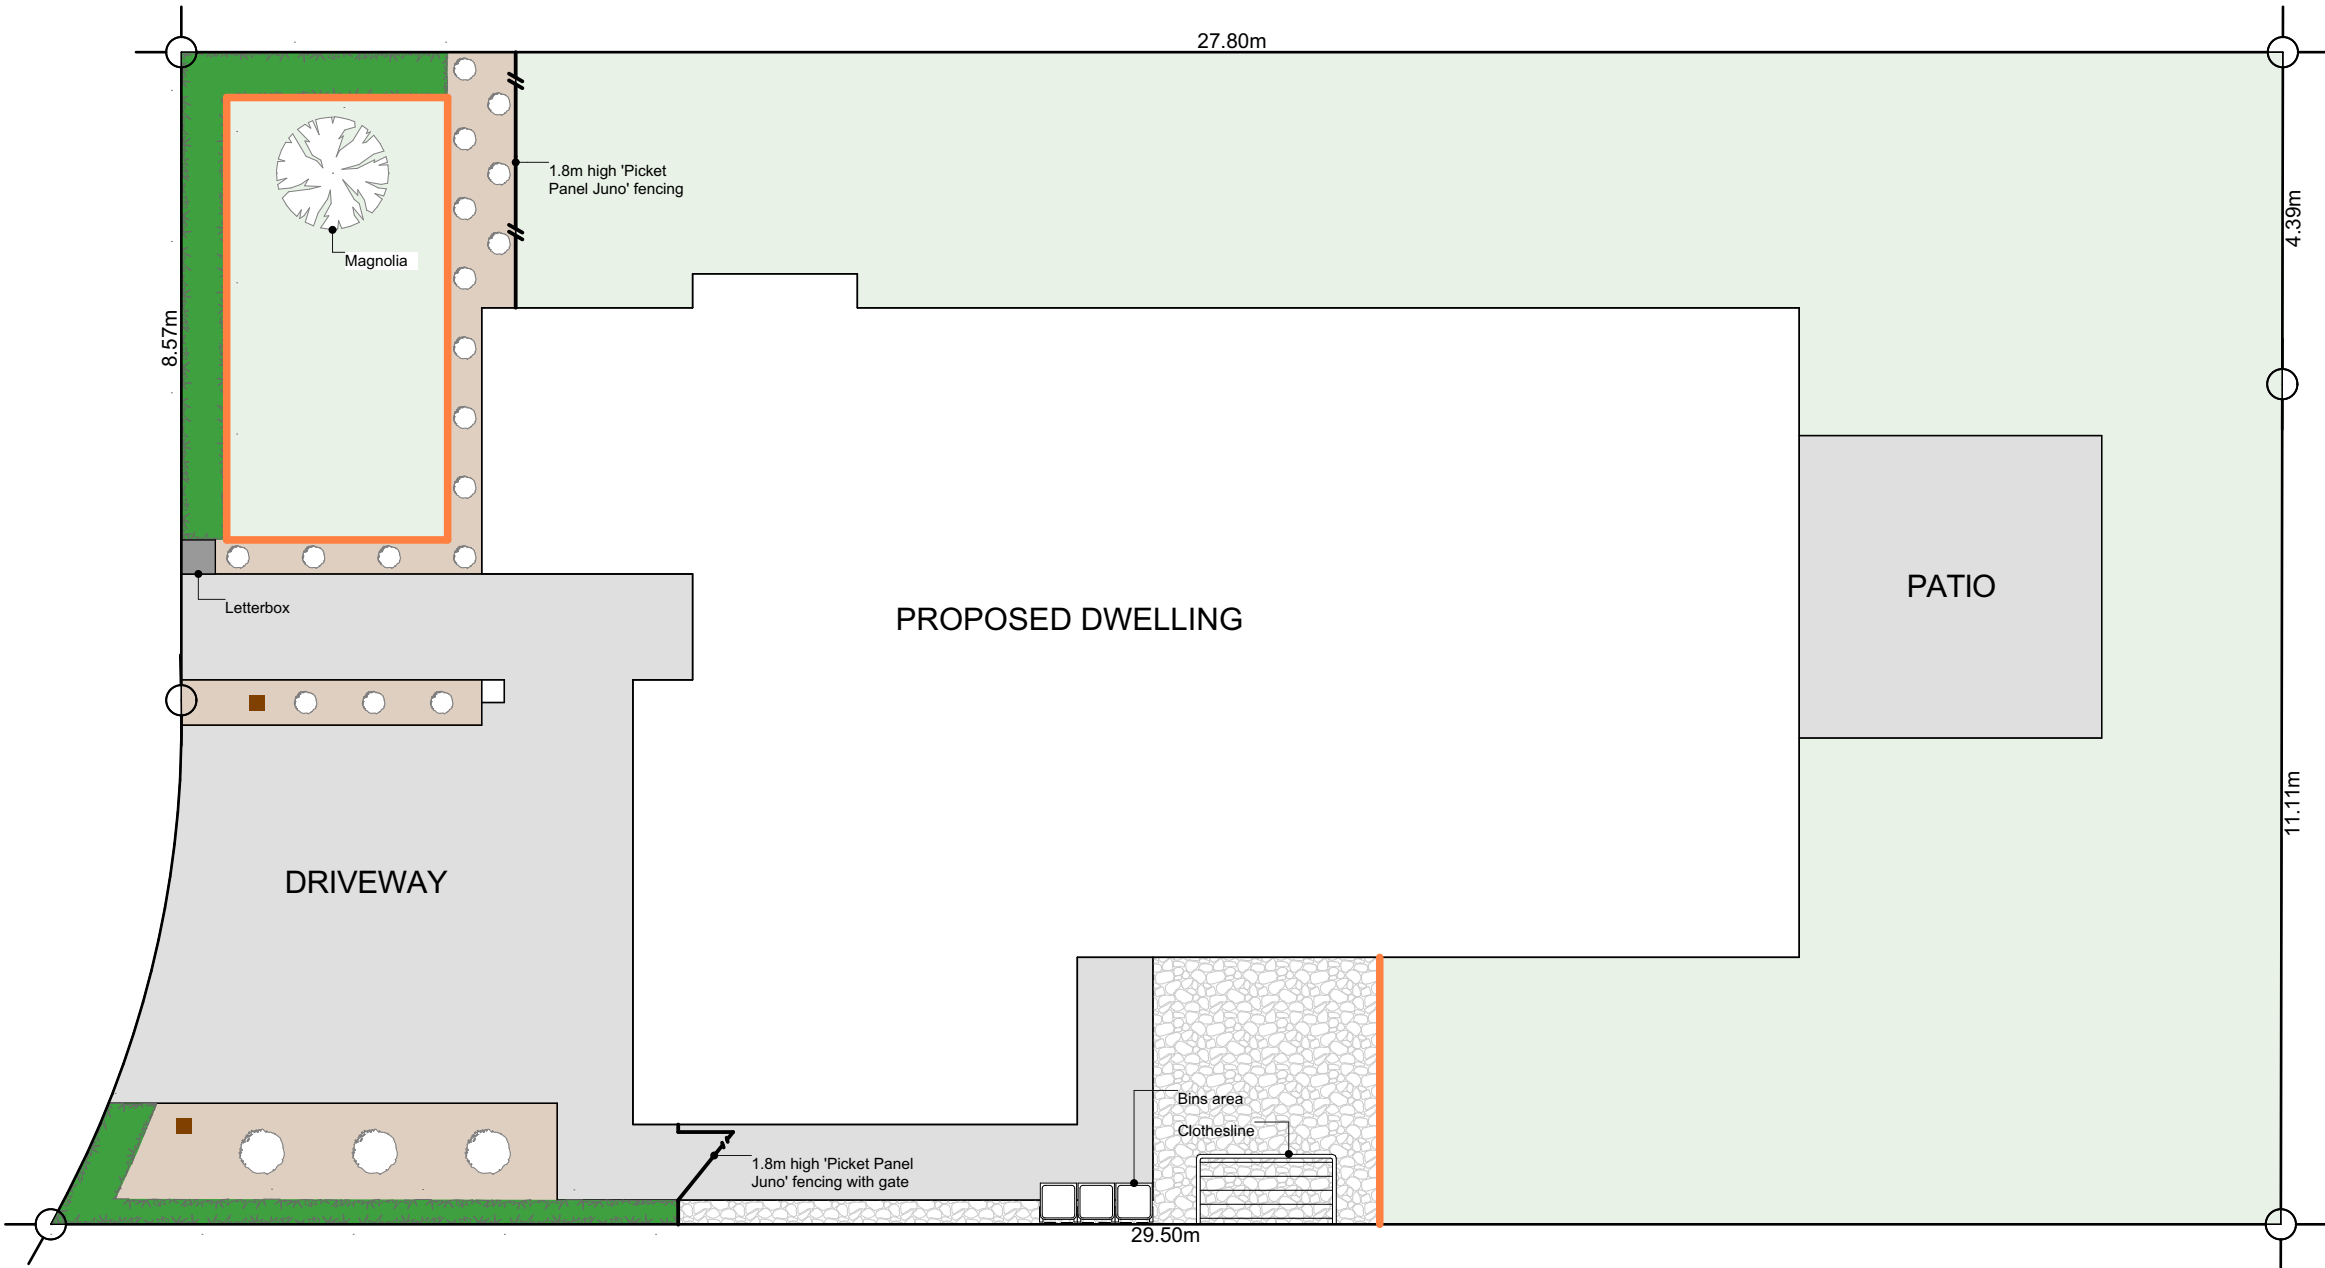 27.80m
1.8m high 'Picket
Panel Juno' fencing
4.39m
Magnolia
8.57m
Letterbox
PROPOSED DWELLING
PATIO
DRIVEWAY
11.11m
Bins area
Clothesline
1.8m high 'Picket Panel
Juno' fencing with gate
29.50m